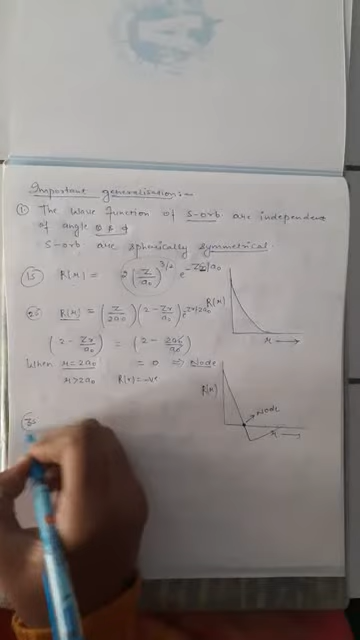 Important generalisation:-
① The wave function of s-orb are independent
of angle θ & ϕ
s-orb are spherically symmetrical.
1s R(r) = 2(Z/a₀)^3/2 e^-Zr/a₀
R(r)
r →
2s R(r) = (Z/2a₀)(2 - Zr/a₀)e^Zr/2a₀
(2 - Zr/a₀) = (2 - 2a₀/a₀)
When r = 2a₀ = 0 ⇒ Node
r > 2a₀ R(r) = -ve
R(r)
Node
r →
3s